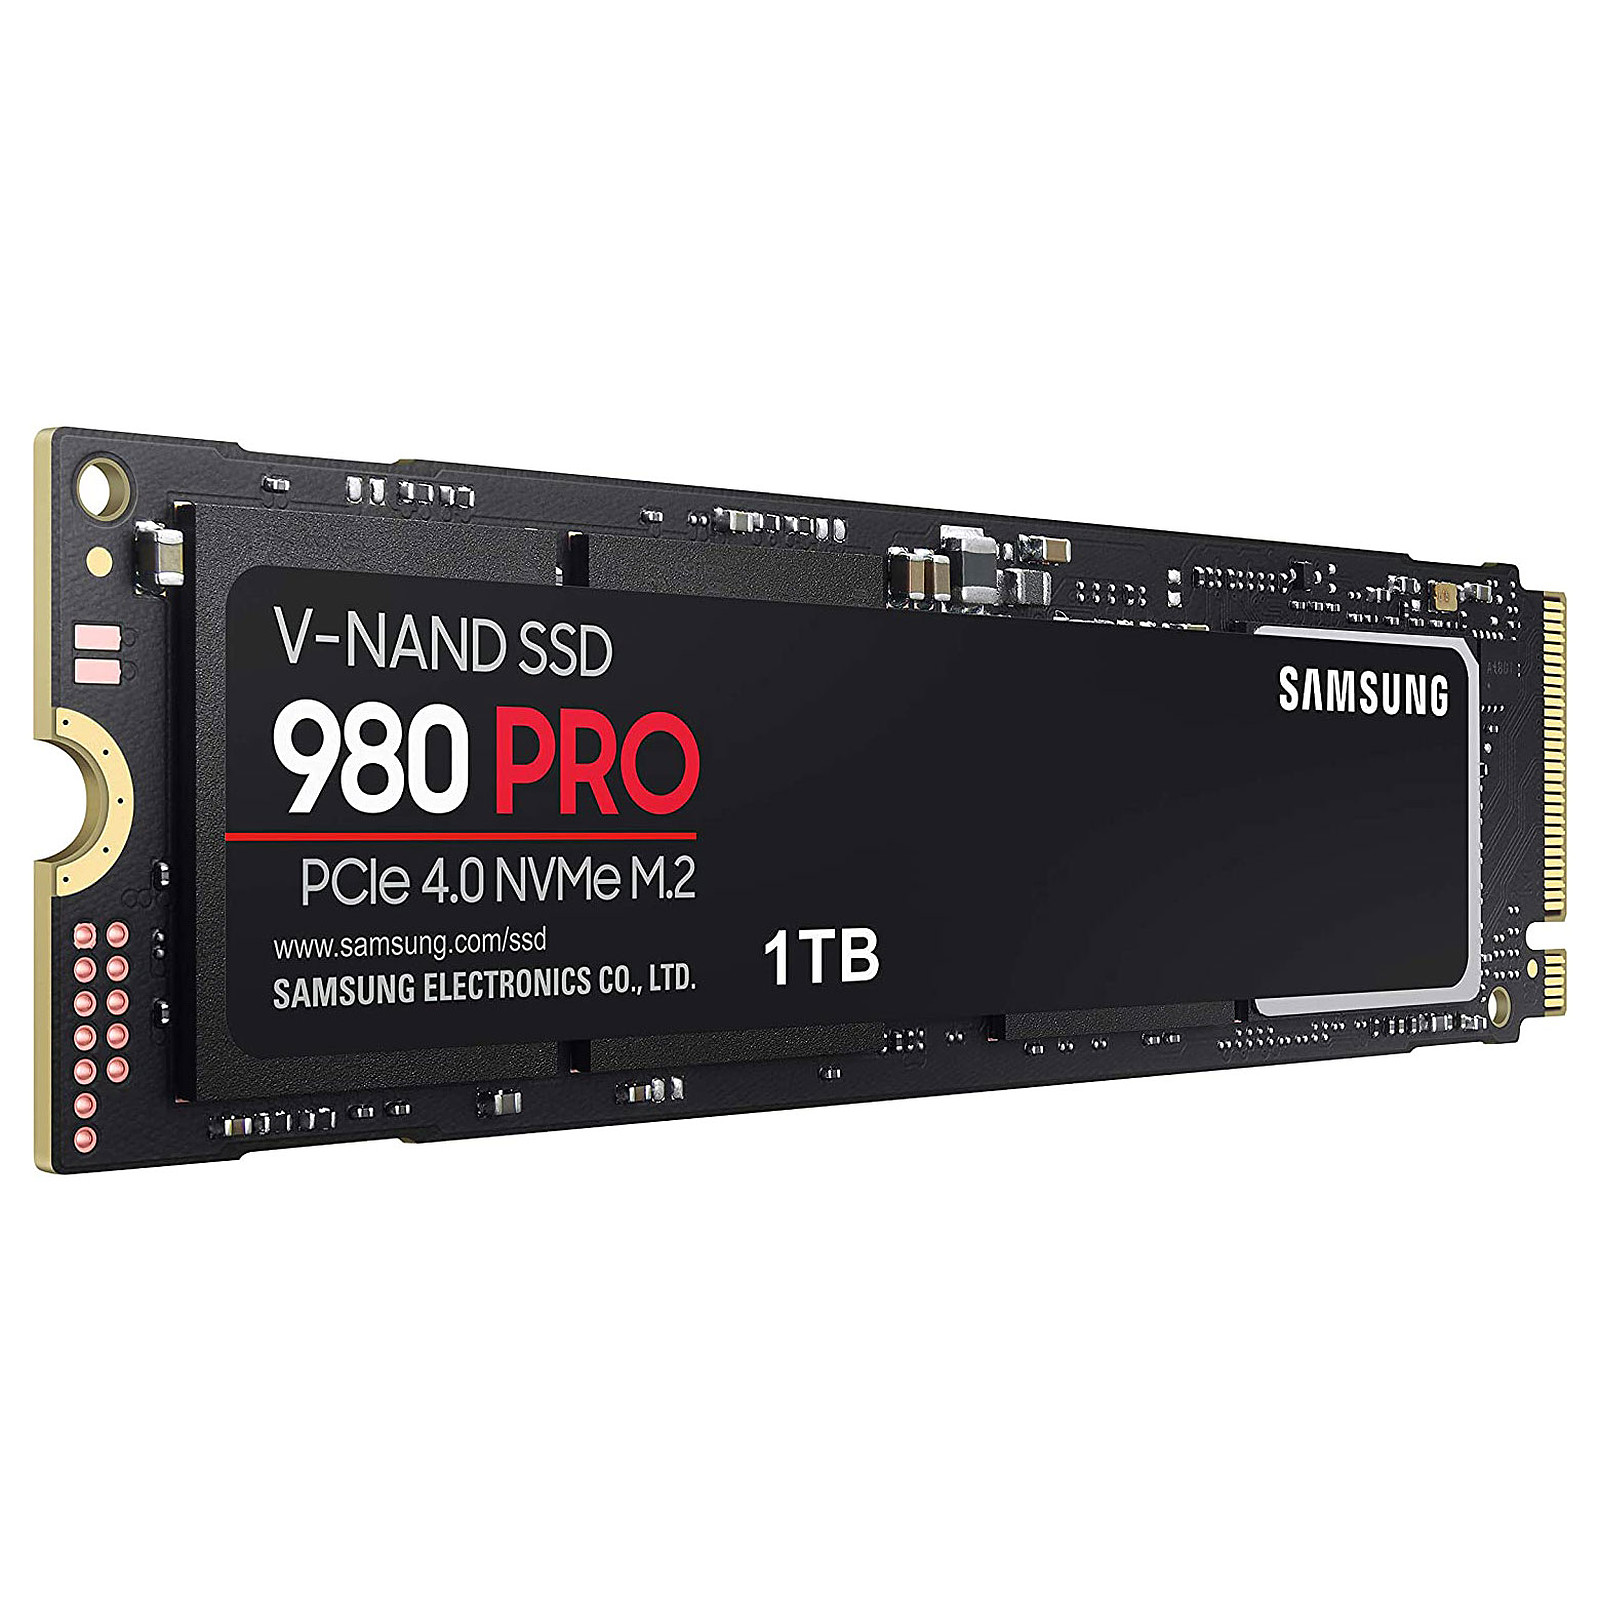 V-NAND SSD
980 PRO
PCIe 4.0 NVMe M.2
www.samsung.com/ssd
SAMSUNG ELECTRONICS CO., LTD.
1TB
SAMSUNG